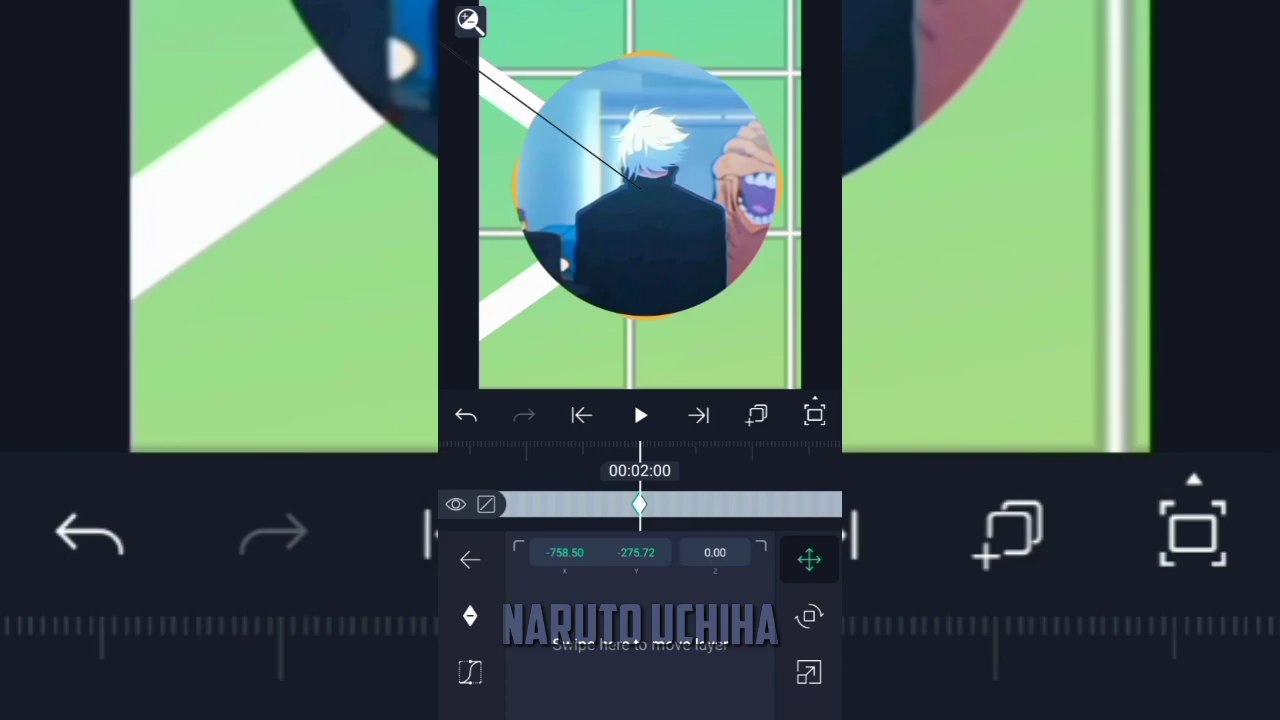 00:02:00
-758.50 -275.72 0.00
X Y Z
NARUTO UCHIHA
Swipe here to move layer